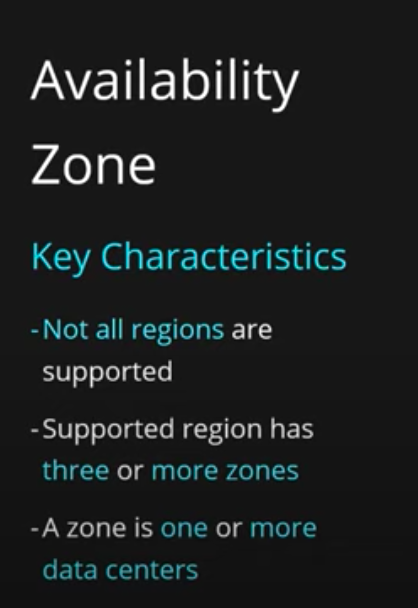 Availability
Zone
Key Characteristics
-Not all regions are
supported
-Supported region has
three or more zones
-A zone is one or more
data centers